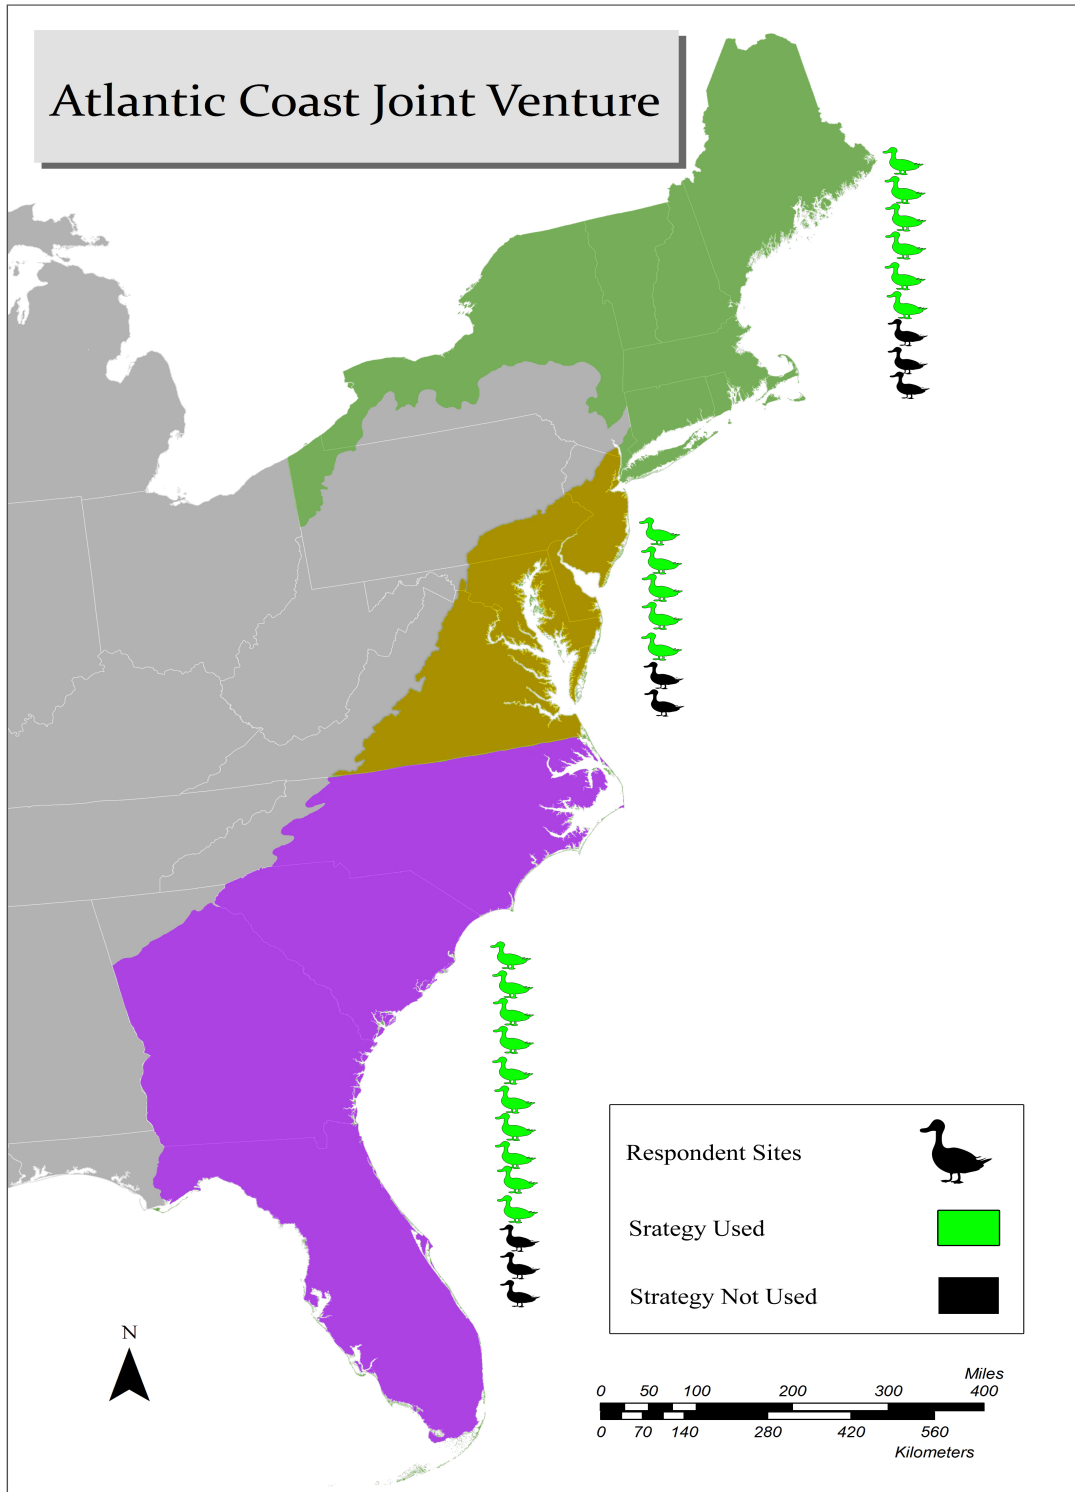 Atlantic Coast Joint Venture
Respondent Sites
Srategy Used
Strategy Not Used
N
Miles
0 50 100 200 300 400
0 70 140 280 420 560
Kilometers